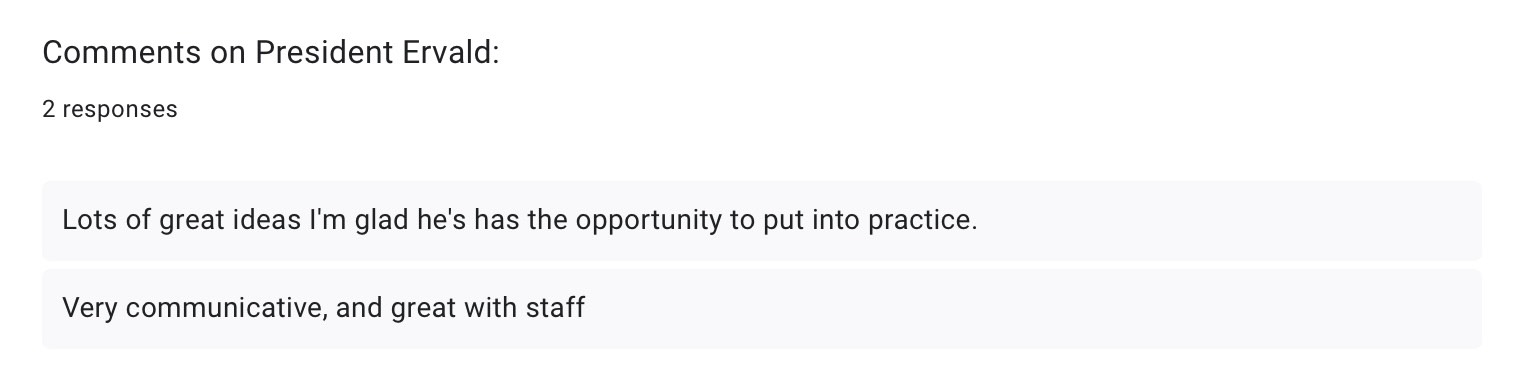 Comments on President Ervald:
2 responses
Lots of great ideas I'm glad he's has the opportunity to put into practice.
Very communicative, and great with staff